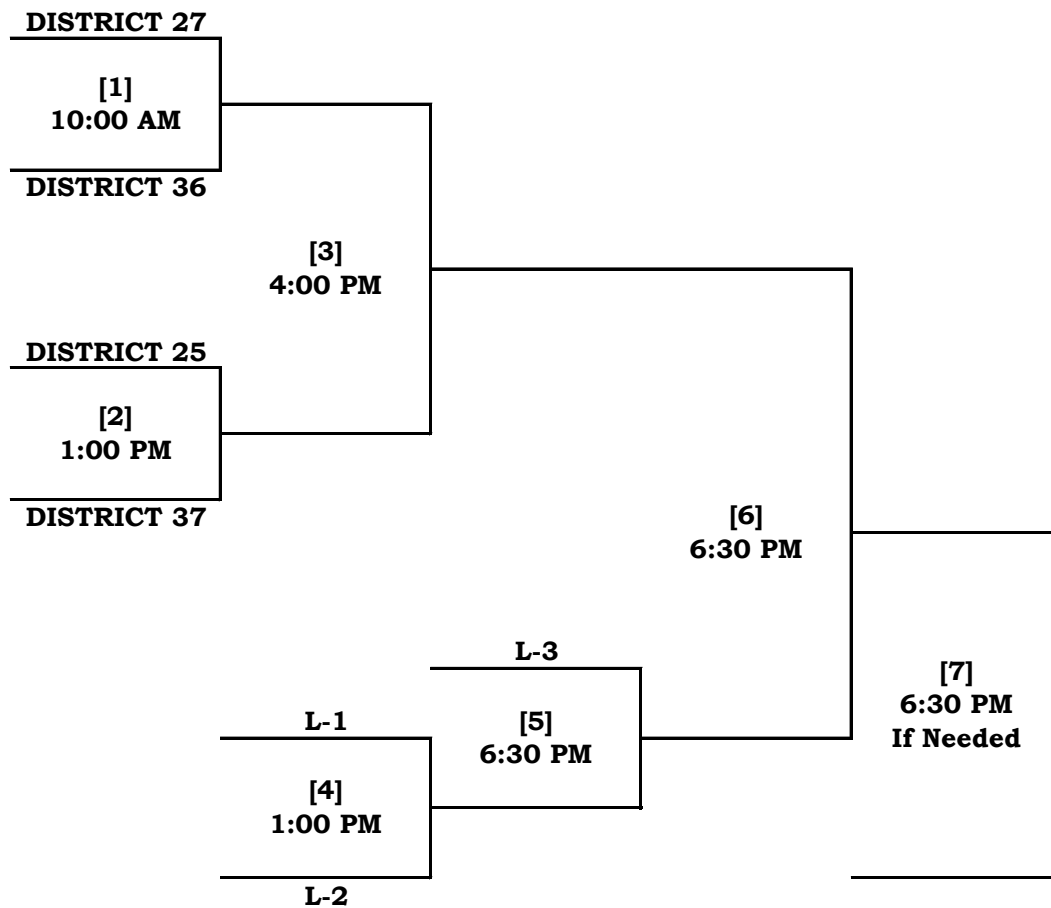 DISTRICT 27
[1]
10:00 AM
DISTRICT 36
[3]
4:00 PM
DISTRICT 25
[2]
1:00 PM
DISTRICT 37
[6]
6:30 PM
L-3
[7]
6:30 PM
If Needed
L-1
[5]
6:30 PM
[4]
1:00 PM
L-2